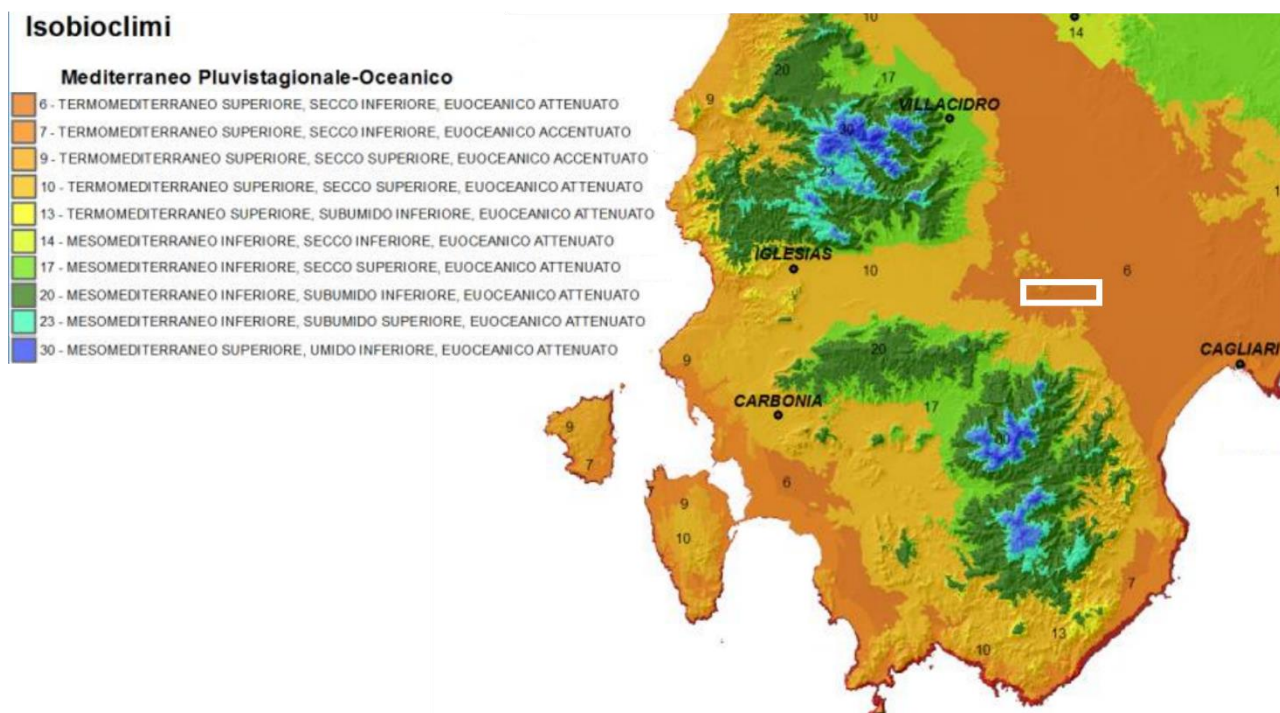 Isobioclimi
Mediterraneo Pluvistagionale-Oceanico
6 - TERMOMEDITERRANEO SUPERIORE, SECCO INFERIORE, EUOCEANICO ATTENUATO
7 - TERMOMEDITERRANEO SUPERIORE, SECCO INFERIORE, EUOCEANICO ACCENTUATO
9 - TERMOMEDITERRANEO SUPERIORE, SECCO SUPERIORE, EUOCEANICO ACCENTUATO
10 - TERMOMEDITERRANEO SUPERIORE, SECCO SUPERIORE, EUOCEANICO ATTENUATO
13 - TERMOMEDITERRANEO SUPERIORE, SUBUMIDO INFERIORE, EUOCEANICO ATTENUATO
14 - MESOMEDITERRANEO INFERIORE, SECCO INFERIORE, EUOCEANICO ATTENUATO
17 - MESOMEDITERRANEO INFERIORE, SECCO SUPERIORE, EUOCEANICO ATTENUATO
20 - MESOMEDITERRANEO INFERIORE, SUBUMIDO INFERIORE, EUOCEANICO ATTENUATO
23 - MESOMEDITERRANEO INFERIORE, SUBUMIDO SUPERIORE, EUOCEANICO ATTENUATO
30 - MESOMEDITERRANEO SUPERIORE, UMIDO INFERIORE, EUOCEANICO ATTENUATO
10
14
20
17
9
VILLACIDRO
30
23
IGLESIAS
10
6
CAGLIARI
20
9
CARBONIA
17
9
7
6
7
9
10
7
13
10